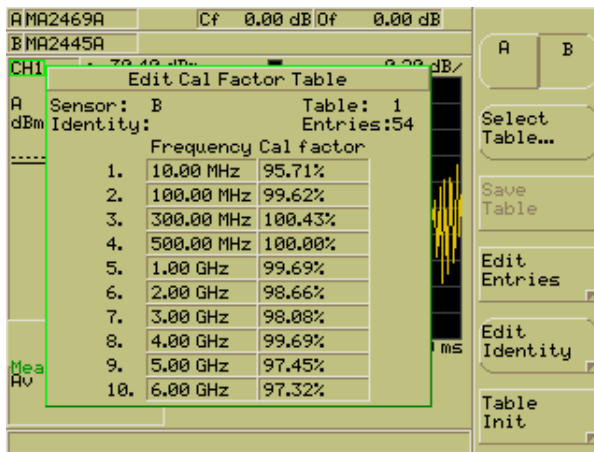 A MA2469A Cf 0.00 dB Of 0.00 dB
B MA2445A
CH1
dB/
A
dBm
Edit Cal Factor Table
Sensor: B Table: 1
Identity: Entries:54
Frequency Cal factor
1. 10.00 MHz 95.71%
2. 100.00 MHz 99.62%
3. 300.00 MHz 100.43%
4. 500.00 MHz 100.00%
5. 1.00 GHz 99.69%
6. 2.00 GHz 98.66%
7. 3.00 GHz 98.08%
8. 4.00 GHz 99.69%
9. 5.00 GHz 97.45%
10. 6.00 GHz 97.32%
ms
Mea
Av
A B
Select
Table...
Save
Table
Edit
Entries
Edit
Identity
Table
Init